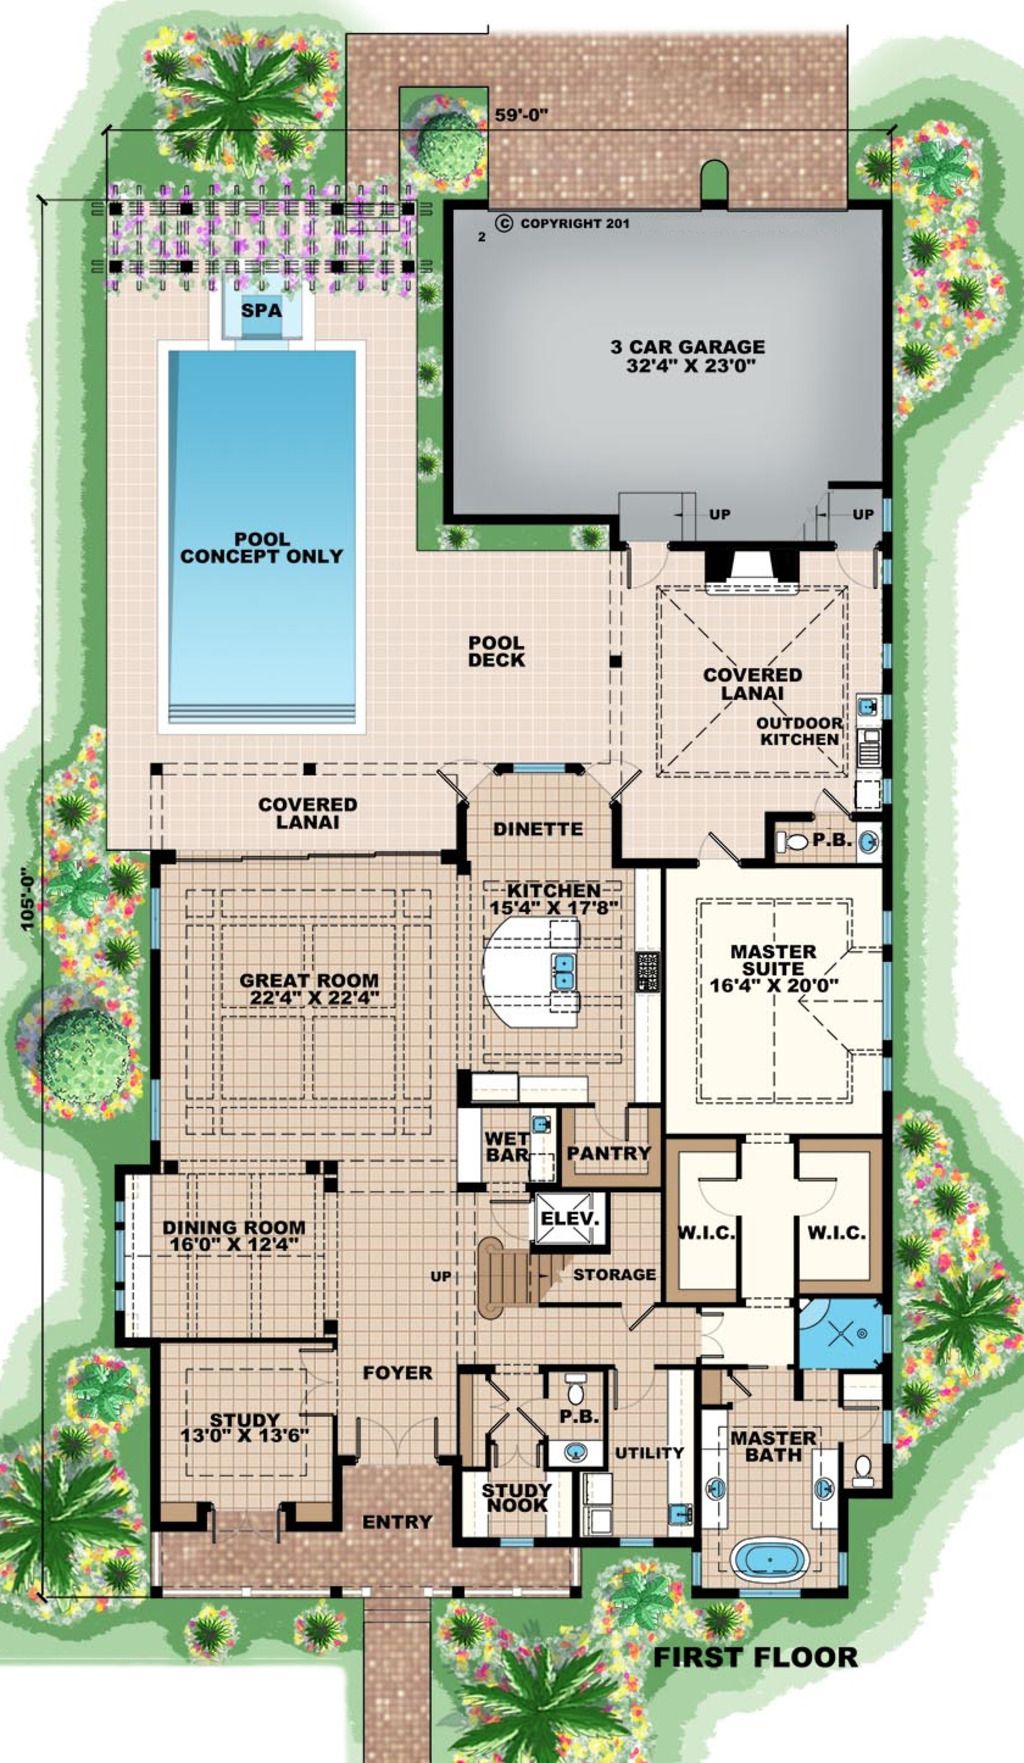 59'-0"
© COPYRIGHT 201
2
SPA
3 CAR GARAGE
32'4" X 23'0"
UP
UP
POOL
CONCEPT ONLY
POOL
DECK
COVERED
LANAI
OUTDOOR
KITCHEN
COVERED
LANAI
DINETTE
P.B.
105'-0"
KITCHEN
15'4" X 17'8"
GREAT ROOM
22'4" X 22'4"
MASTER
SUITE
16'4" X 20'0"
WET
BAR
PANTRY
DINING ROOM
16'0" X 12'4"
ELEV.
W.I.C.
W.I.C.
UP
STORAGE
FOYER
STUDY
13'0" X 13'6"
P.B.
UTILITY
MASTER
BATH
STUDY
NOOK
ENTRY
FIRST FLOOR